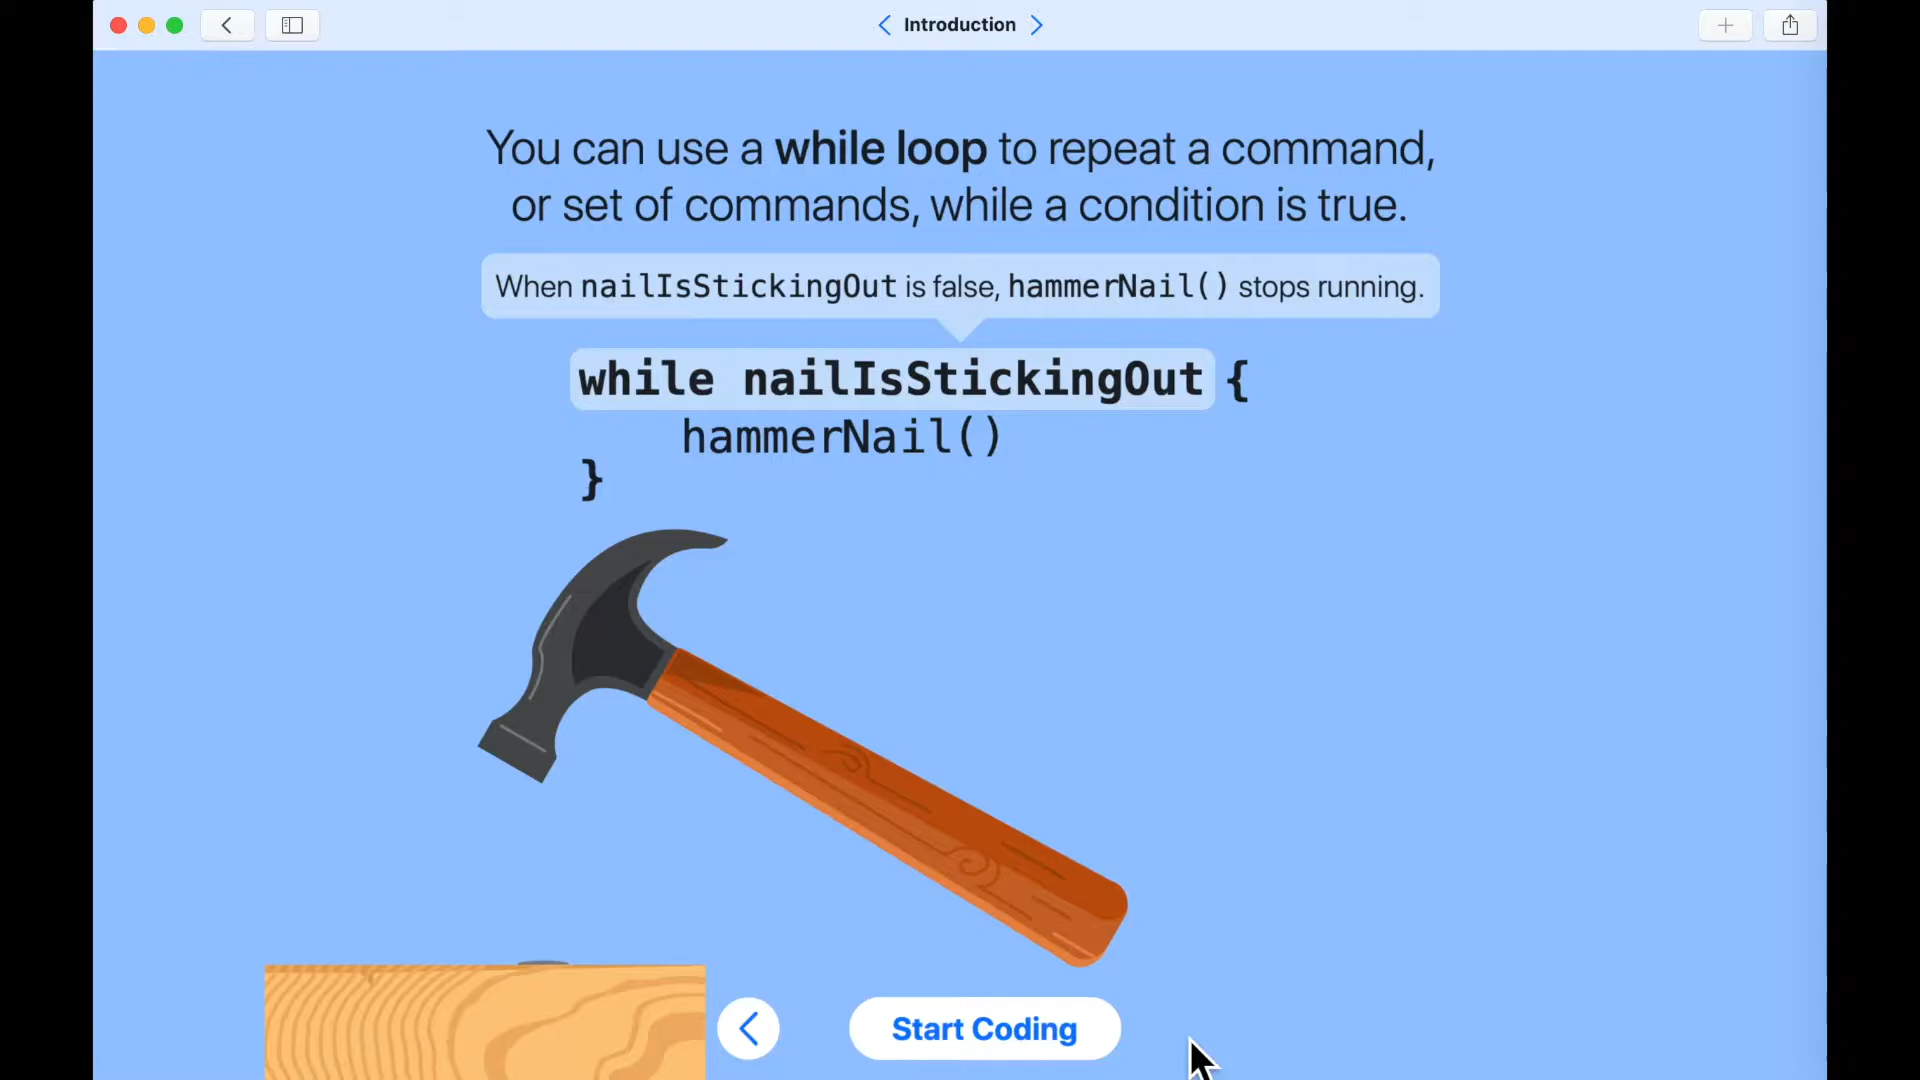 Introduction
You can use a while loop to repeat a command,
or set of commands, while a condition is true.
When nailIsStickingOut is false, hammerNail() stops running.
while nailIsStickingOut {
hammerNail()
}
Start Coding